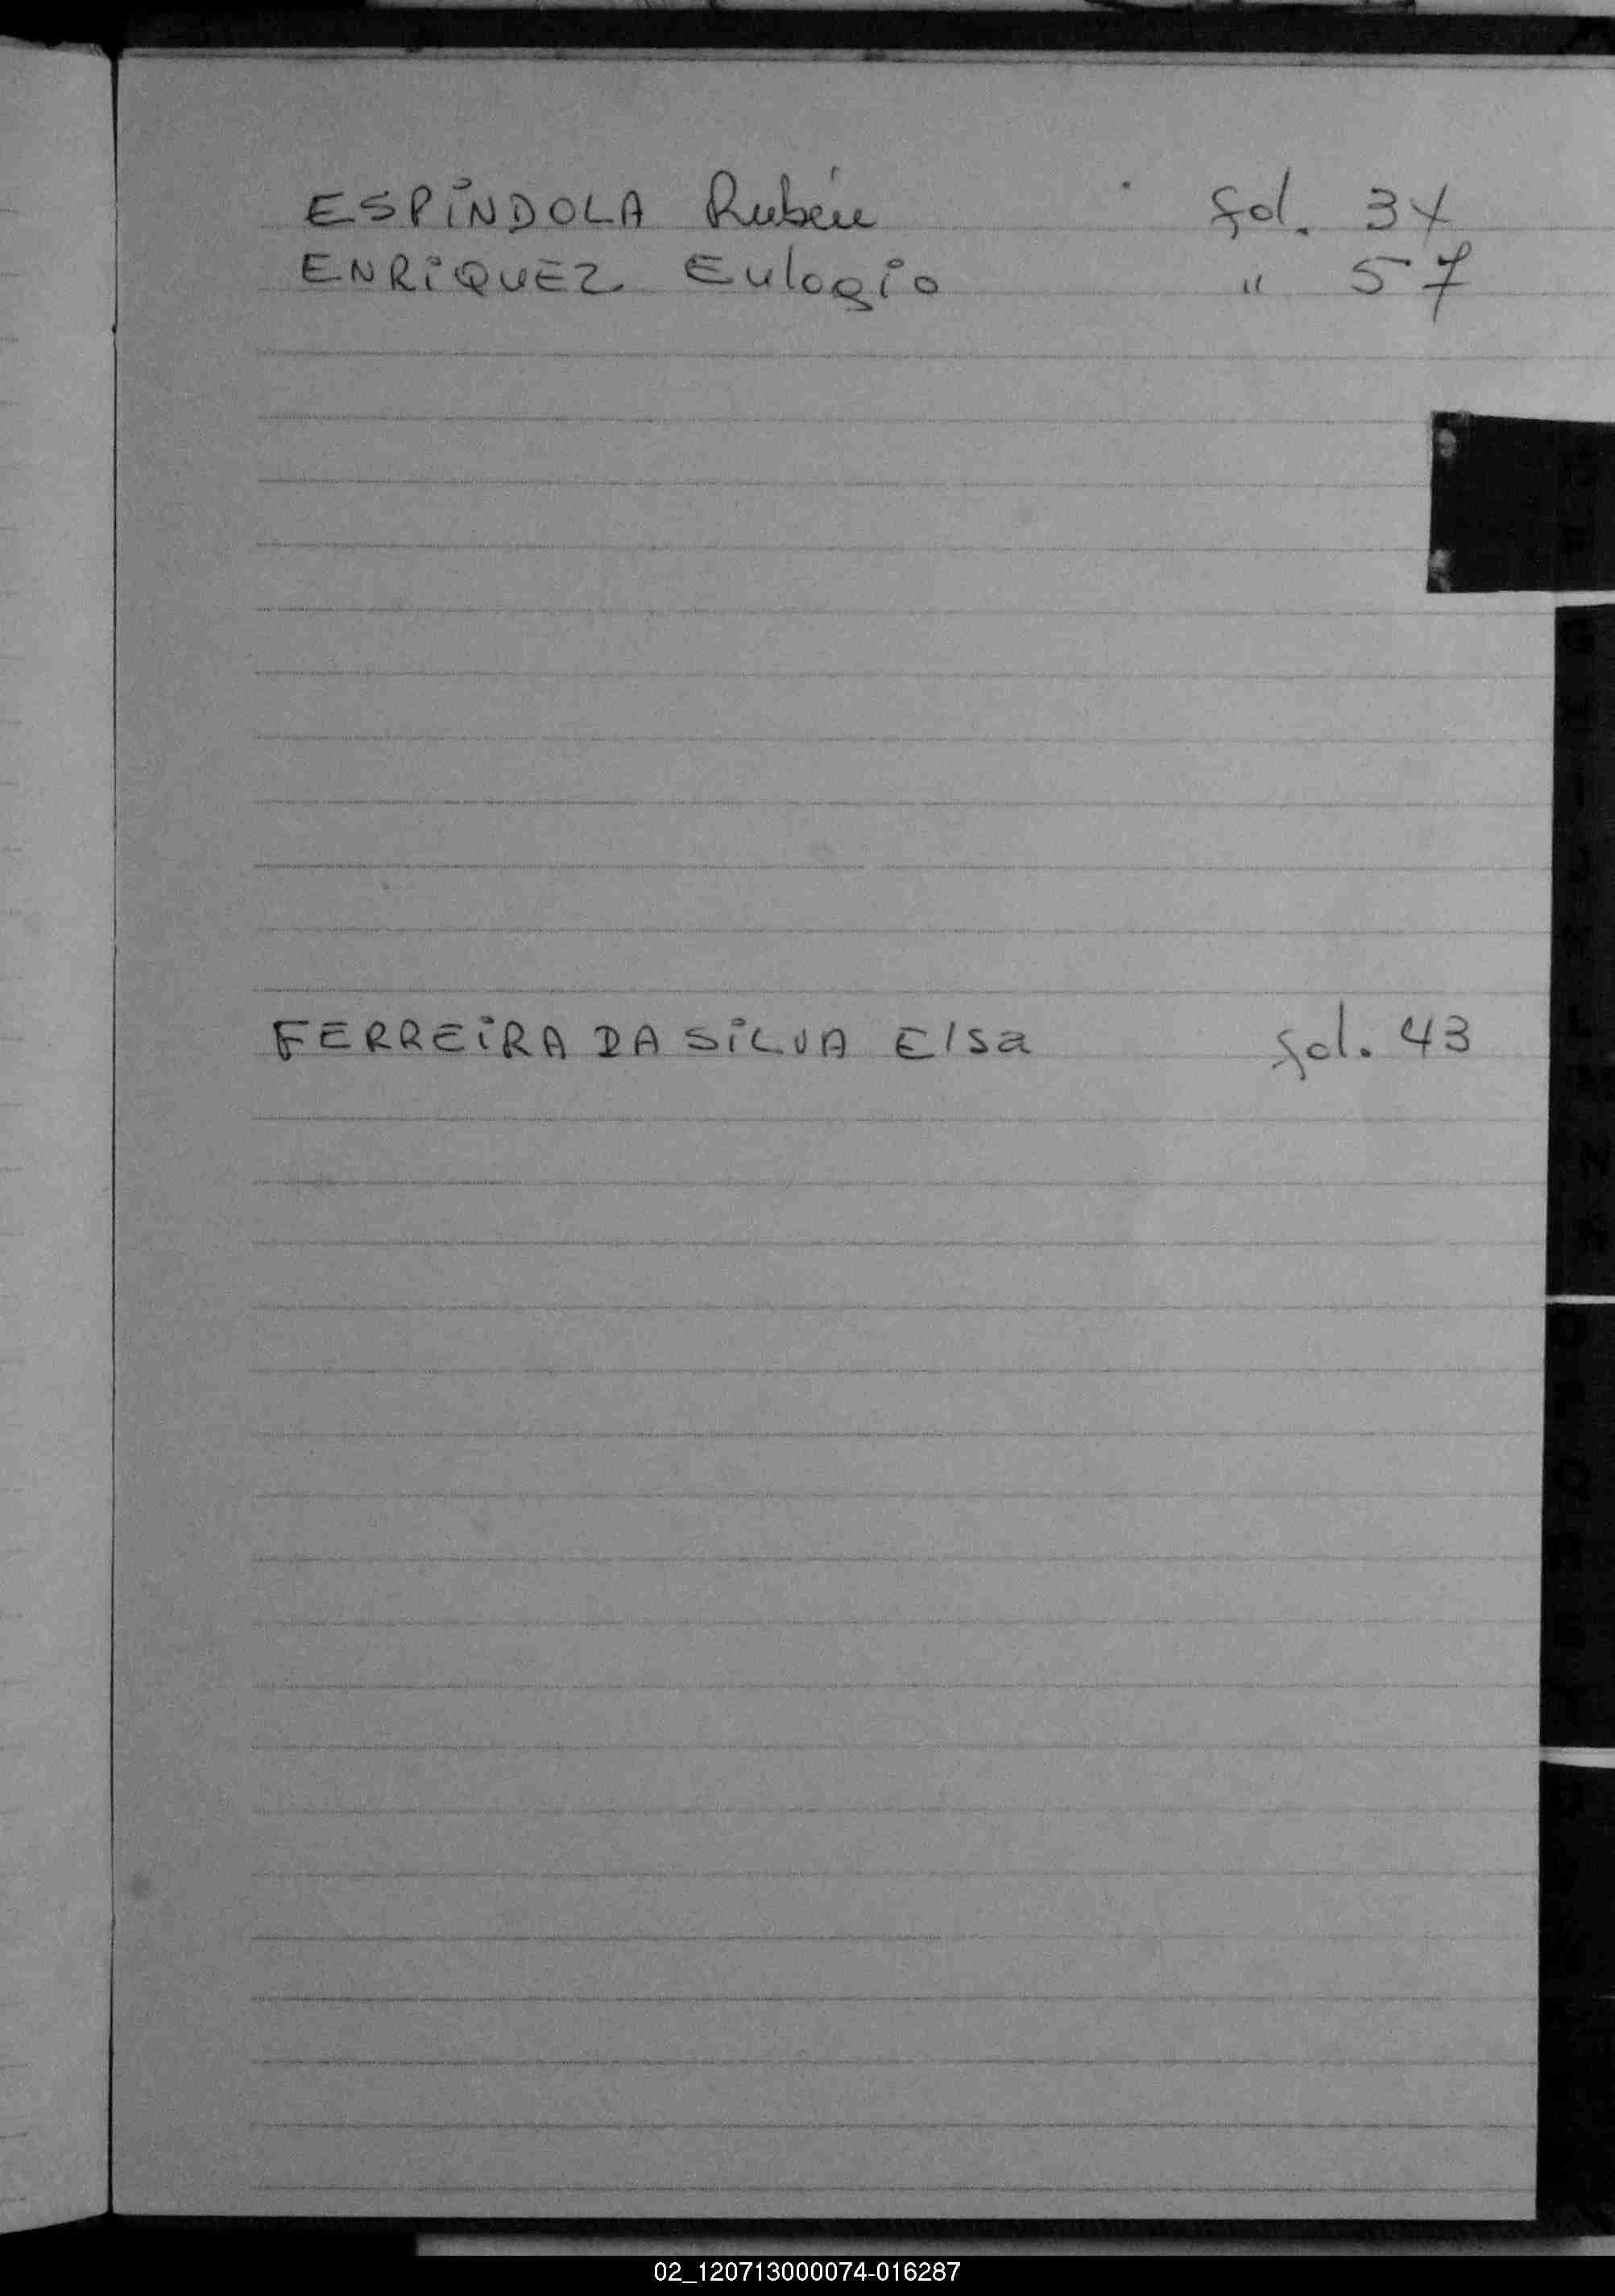 ESPINDOLA Rubén fol. 34
ENRIQUEZ Eulogio " 57
FERREIRA DA SILVA Elsa fol. 43
02_120713000074-016287